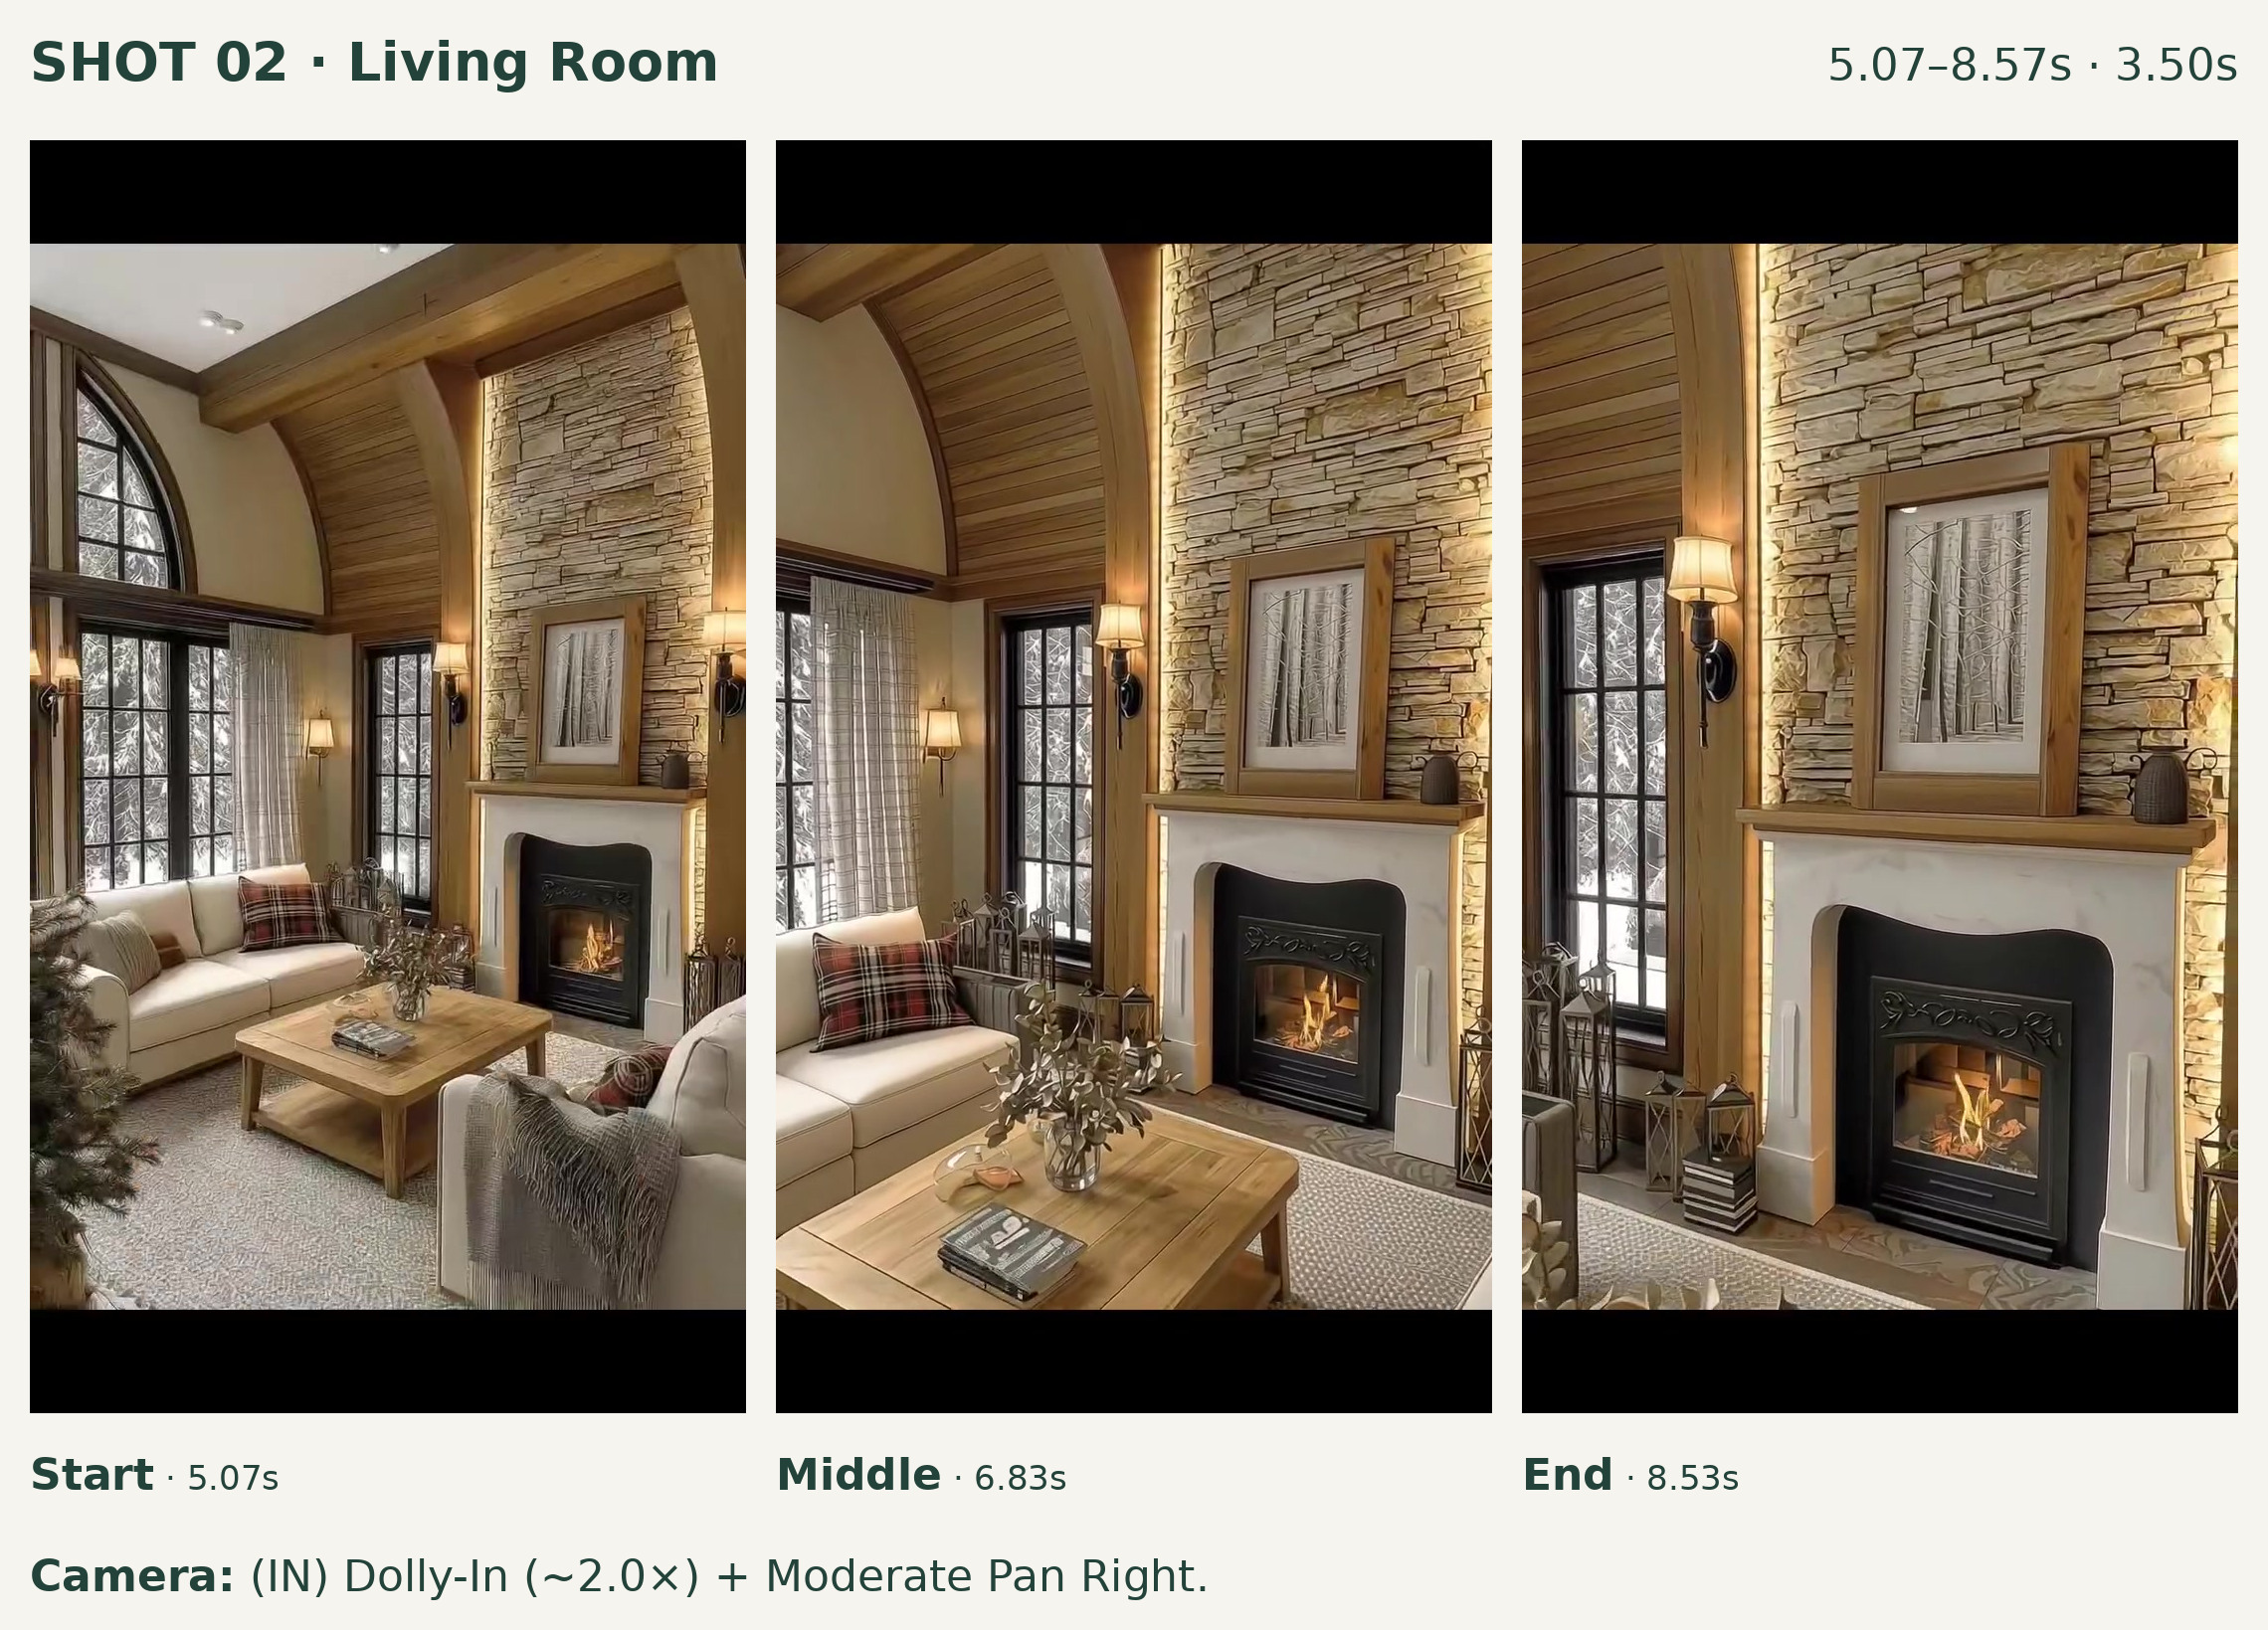 SHOT 02 · Living Room
5.07–8.57s · 3.50s
Start · 5.07s
Middle · 6.83s
End · 8.53s
Camera: (IN) Dolly-In (~2.0×) + Moderate Pan Right.